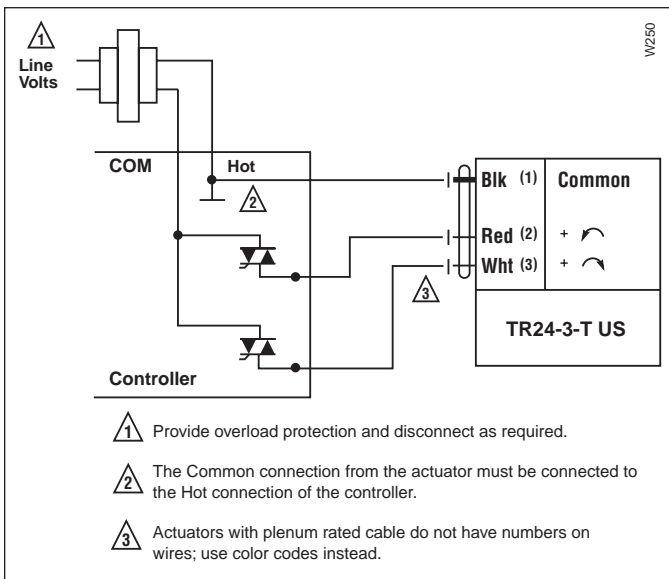 W250
1
Line
Volts
COM Hot
2
Blk (1) Common
Red (2) +
Wht (3) +
3
TR24-3-T US
Controller
1 Provide overload protection and disconnect as required.
2 The Common connection from the actuator must be connected to
the Hot connection of the controller.
3 Actuators with plenum rated cable do not have numbers on
wires; use color codes instead.